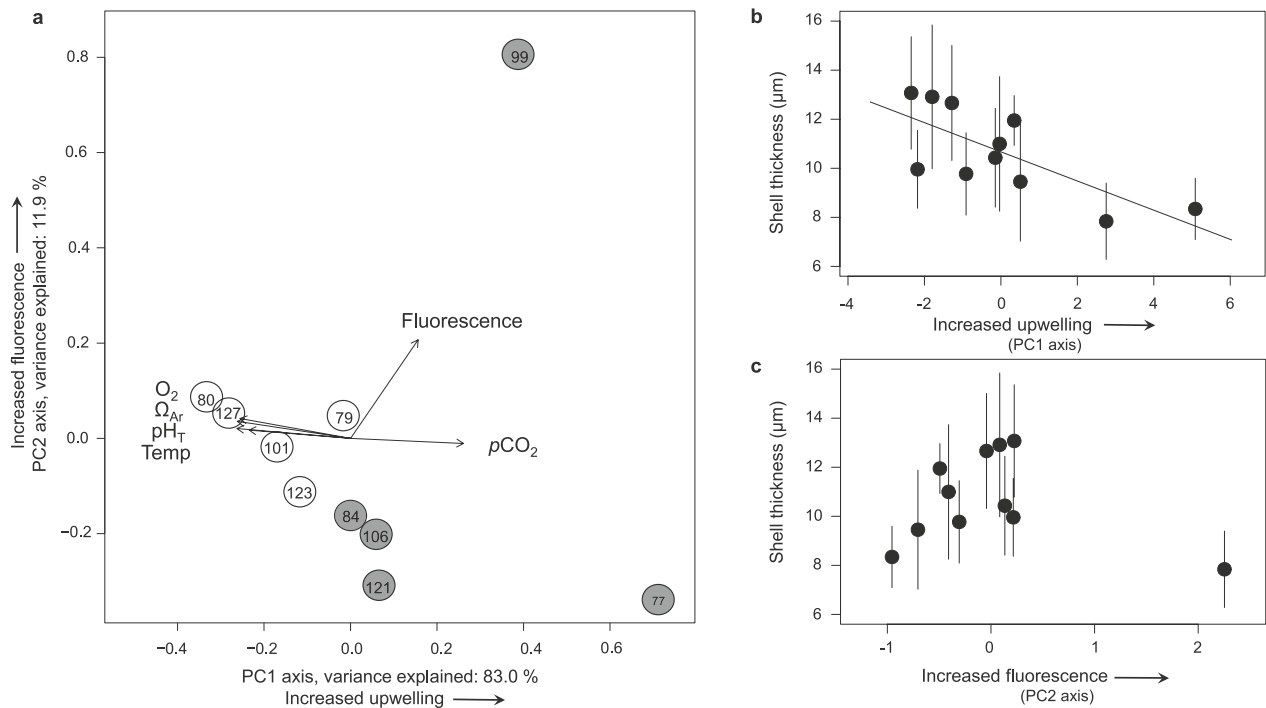 a
Increased fluorescence
PC2 axis, variance explained: 11.9 %
0.8
0.6
0.4
0.2
0.0
−0.2
99
Fluorescence
O2
ΩAr
pHT
Temp
80
127
79
101
pCO2
123
84
106
121
77
−0.4
−0.2
0.0
0.2
0.4
0.6
PC1 axis, variance explained: 83.0 %
Increased upwelling
b
Shell thickness (µm)
16
14
12
10
8
6
-4
-2
0
2
4
6
Increased upwelling
(PC1 axis)
c
Shell thickness (µm)
16
14
12
10
8
6
-1
0
1
2
Increased fluorescence
(PC2 axis)